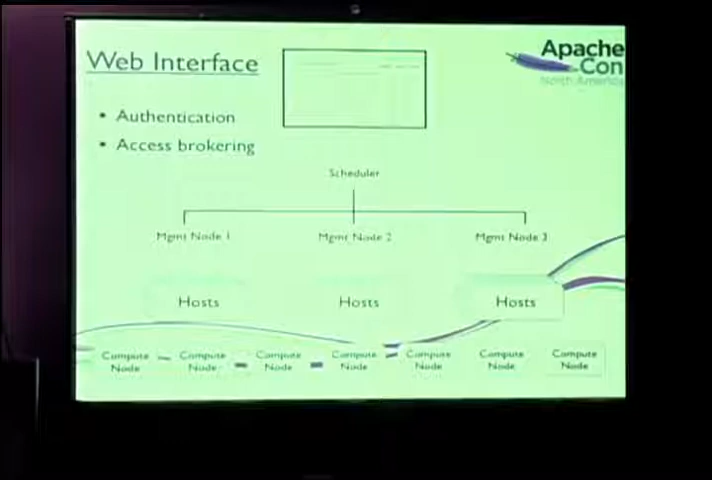 Web Interface
Apache
Con
North America
• Authentication
• Access brokering
Scheduler
Mgmt Node 1
Mgmt Node 2
Mgmt Node 3
Hosts
Hosts
Hosts
Compute
Node
Compute
Node
Compute
Node
Compute
Node
Compute
Node
Compute
Node
Compute
Node